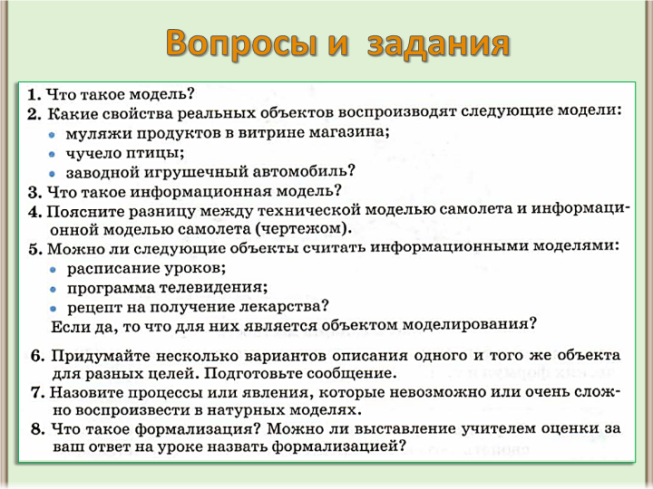 Вопросы и задания
1. Что такое модель?
2. Какие свойства реальных объектов воспроизводят следующие модели:
• муляжи продуктов в витрине магазина;
• чучело птицы;
• заводной игрушечный автомобиль?
3. Что такое информационная модель?
4. Поясните разницу между технической моделью самолета и информаци-
онной моделью самолета (чертежом).
5. Можно ли следующие объекты считать информационными моделями:
• расписание уроков;
• программа телевидения;
• рецепт на получение лекарства?
Если да, то что для них является объектом моделирования?
6. Придумайте несколько вариантов описания одного и того же объекта
для разных целей. Подготовьте сообщение.
7. Назовите процессы или явления, которые невозможно или очень слож-
но воспроизвести в натурных моделях.
8. Что такое формализация? Можно ли выставление учителем оценки за
ваш ответ на уроке назвать формализацией?